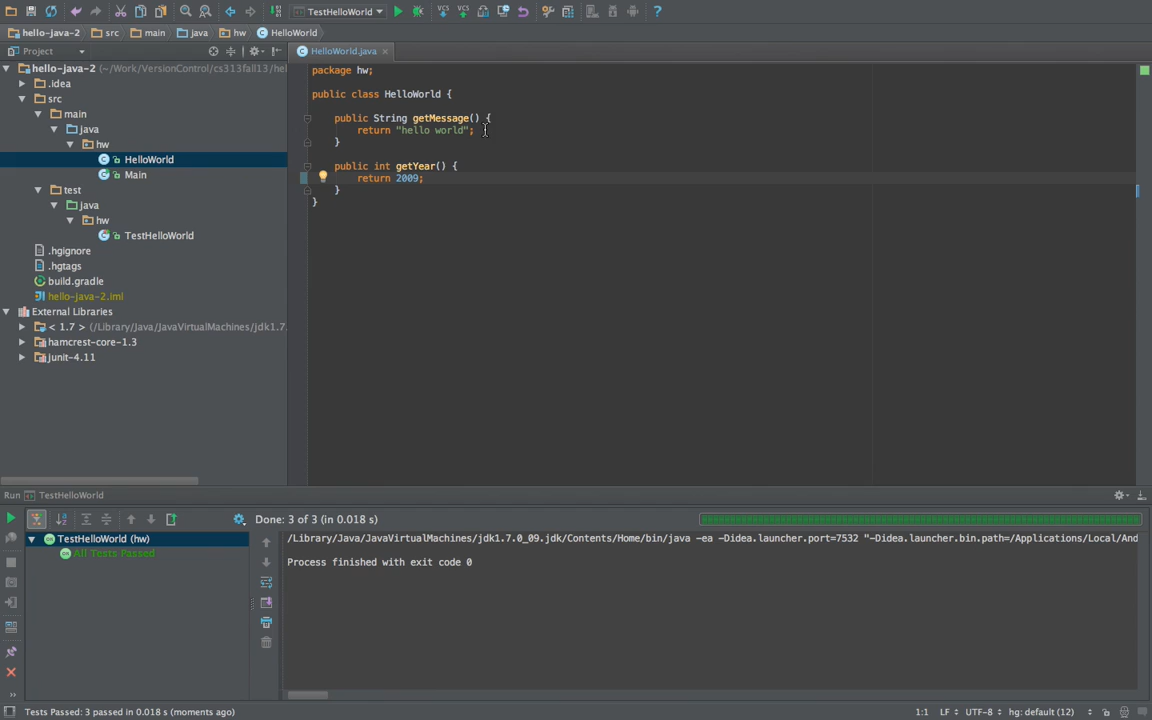 TestHelloWorld
VCS VCS
hello-java-2 src main java hw HelloWorld
Project
HelloWorld.java
hello-java-2 (~/Work/VersionControl/cs313fall13/hel
.idea
src
main
java
hw
HelloWorld
Main
test
java
hw
TestHelloWorld
.hgignore
.hgtags
build.gradle
hello-java-2.iml
External Libraries
< 1.7 > (/Library/Java/JavaVirtualMachines/jdk1.7.
hamcrest-core-1.3
junit-4.11
package hw;
public class HelloWorld {
public String getMessage() {
return "hello world";
}
public int getYear() {
return 2009;
}
}
Run TestHelloWorld
Done: 3 of 3 (in 0.018 s)
TestHelloWorld (hw)
All Tests Passed
/Library/Java/JavaVirtualMachines/jdk1.7.0_09.jdk/Contents/Home/bin/java -ea -Didea.launcher.port=7532 "-Didea.launcher.bin.path=/Applications/Local/And
Process finished with exit code 0
Tests Passed: 3 passed in 0.018 s (moments ago)
1:1 LF UTF-8 hg: default (12)